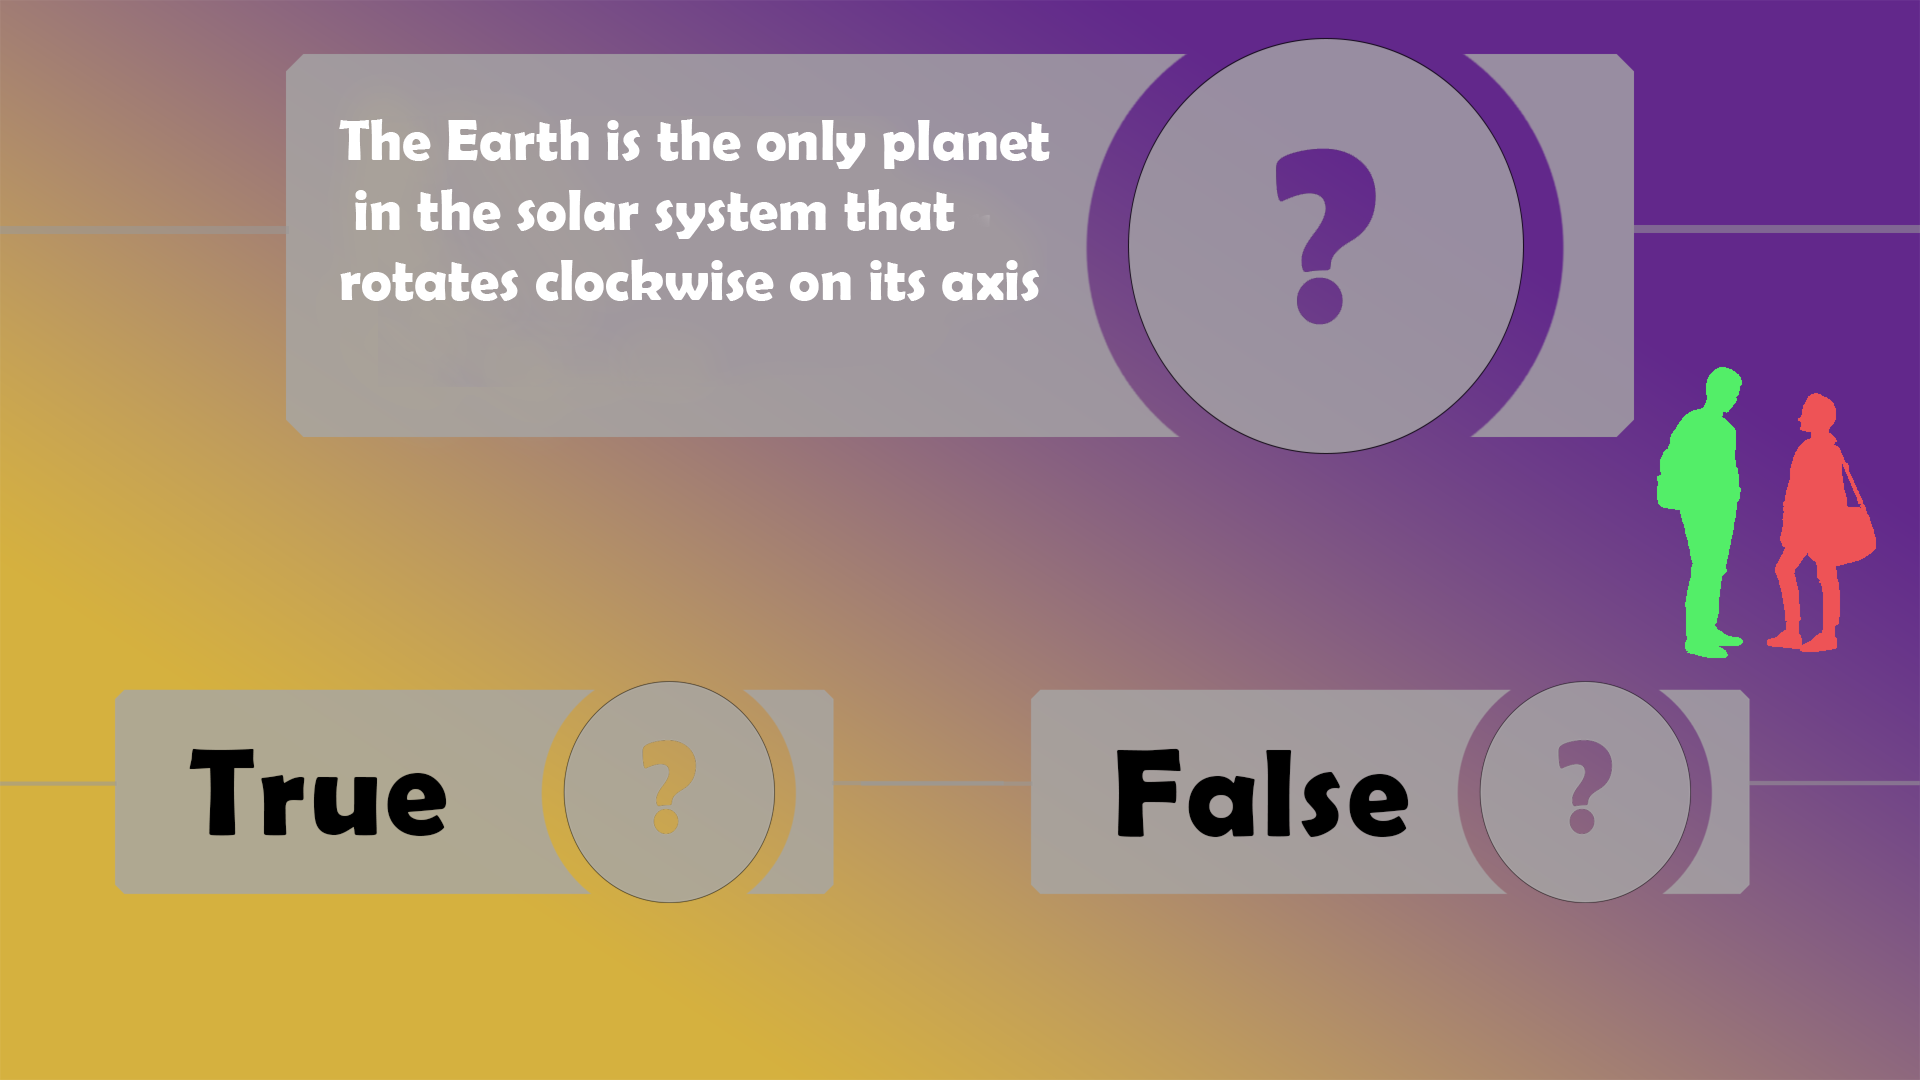 The Earth is the only planet
in the solar system that
rotates clockwise on its axis
?
True ?
False ?